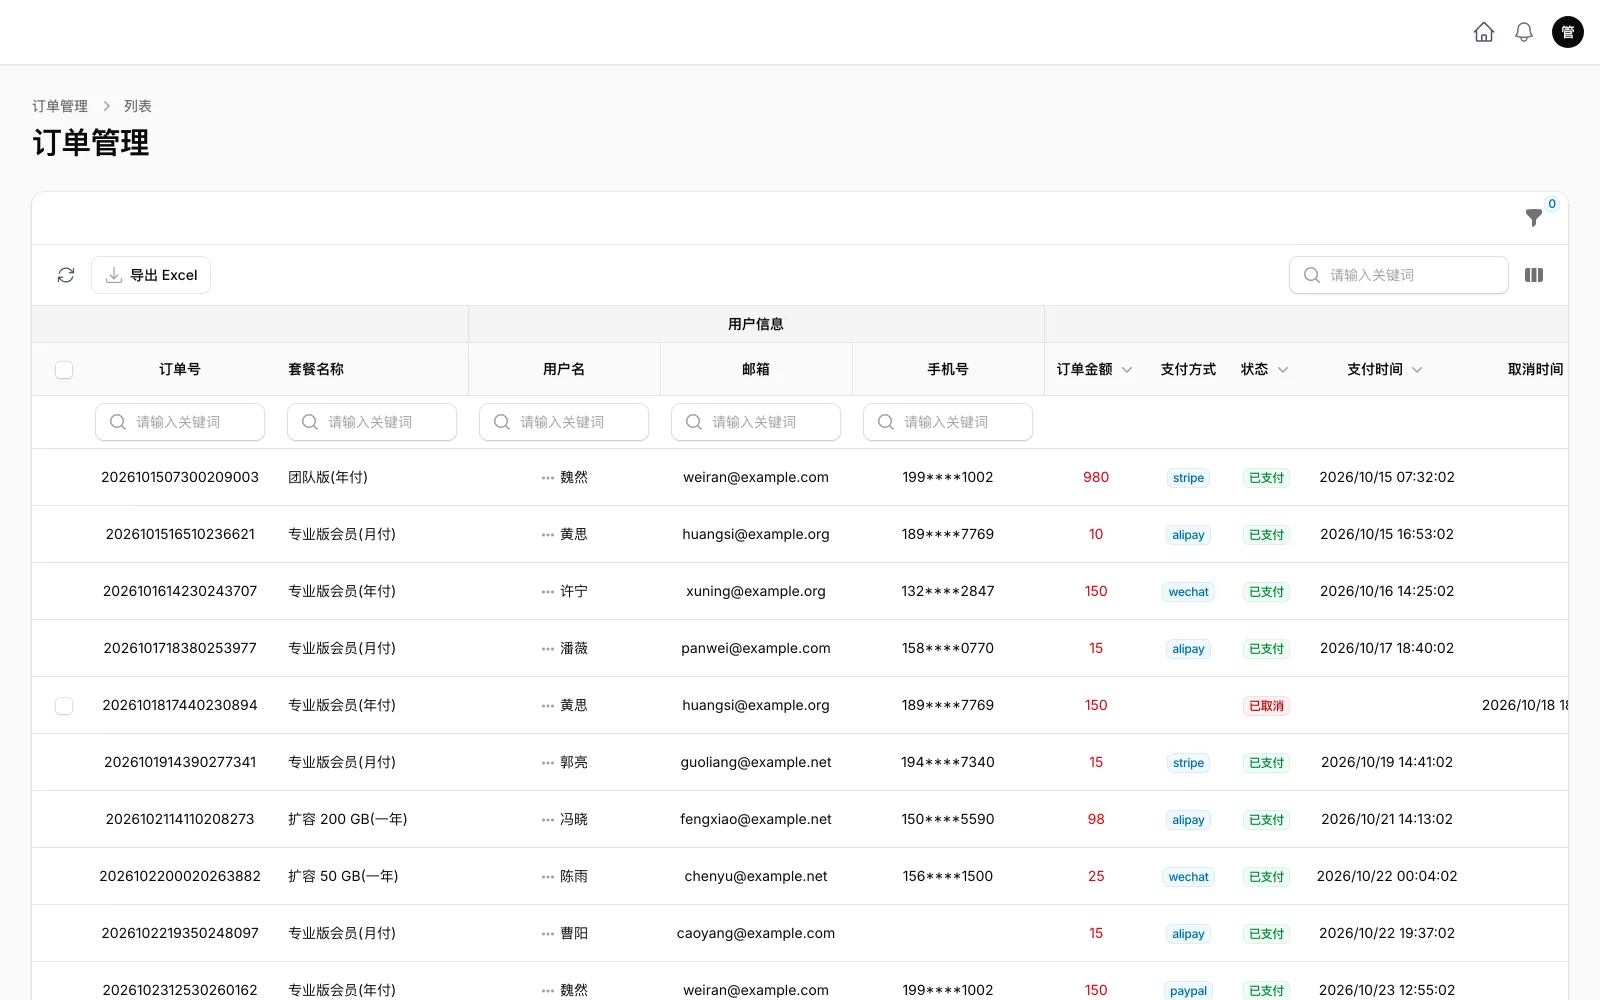 管
订单管理 > 列表
订单管理
0
导出 Excel
请输入关键词
用户信息
订单号 套餐名称 用户名 邮箱 手机号 订单金额 支付方式 状态 支付时间 取消时间
请输入关键词 请输入关键词 请输入关键词 请输入关键词 请输入关键词
2026101507300209003 团队版(年付) ••• 魏然 weiran@example.com 199****1002 980 stripe 已支付 2026/10/15 07:32:02
2026101516510236621 专业版会员(月付) ••• 黄思 huangsi@example.org 189****7769 10 alipay 已支付 2026/10/15 16:53:02
2026101614230243707 专业版会员(年付) ••• 许宁 xuning@example.org 132****2847 150 wechat 已支付 2026/10/16 14:25:02
2026101718380253977 专业版会员(月付) ••• 潘薇 panwei@example.com 158****0770 15 alipay 已支付 2026/10/17 18:40:02
2026101817440230894 专业版会员(年付) ••• 黄思 huangsi@example.org 189****7769 150 已取消 2026/10/18 18
2026101914390277341 专业版会员(月付) ••• 郭亮 guoliang@example.net 194****7340 15 stripe 已支付 2026/10/19 14:41:02
2026102114110208273 扩容 200 GB(一年) ••• 冯晓 fengxiao@example.net 150****5590 98 alipay 已支付 2026/10/21 14:13:02
2026102200020263882 扩容 50 GB(一年) ••• 陈雨 chenyu@example.net 156****1500 25 wechat 已支付 2026/10/22 00:04:02
2026102219350248097 专业版会员(月付) ••• 曹阳 caoyang@example.com 15 alipay 已支付 2026/10/22 19:37:02
2026102312530260162 专业版会员(年付) ••• 魏然 weiran@example.com 199****1002 150 paypal 已支付 2026/10/23 12:55:02